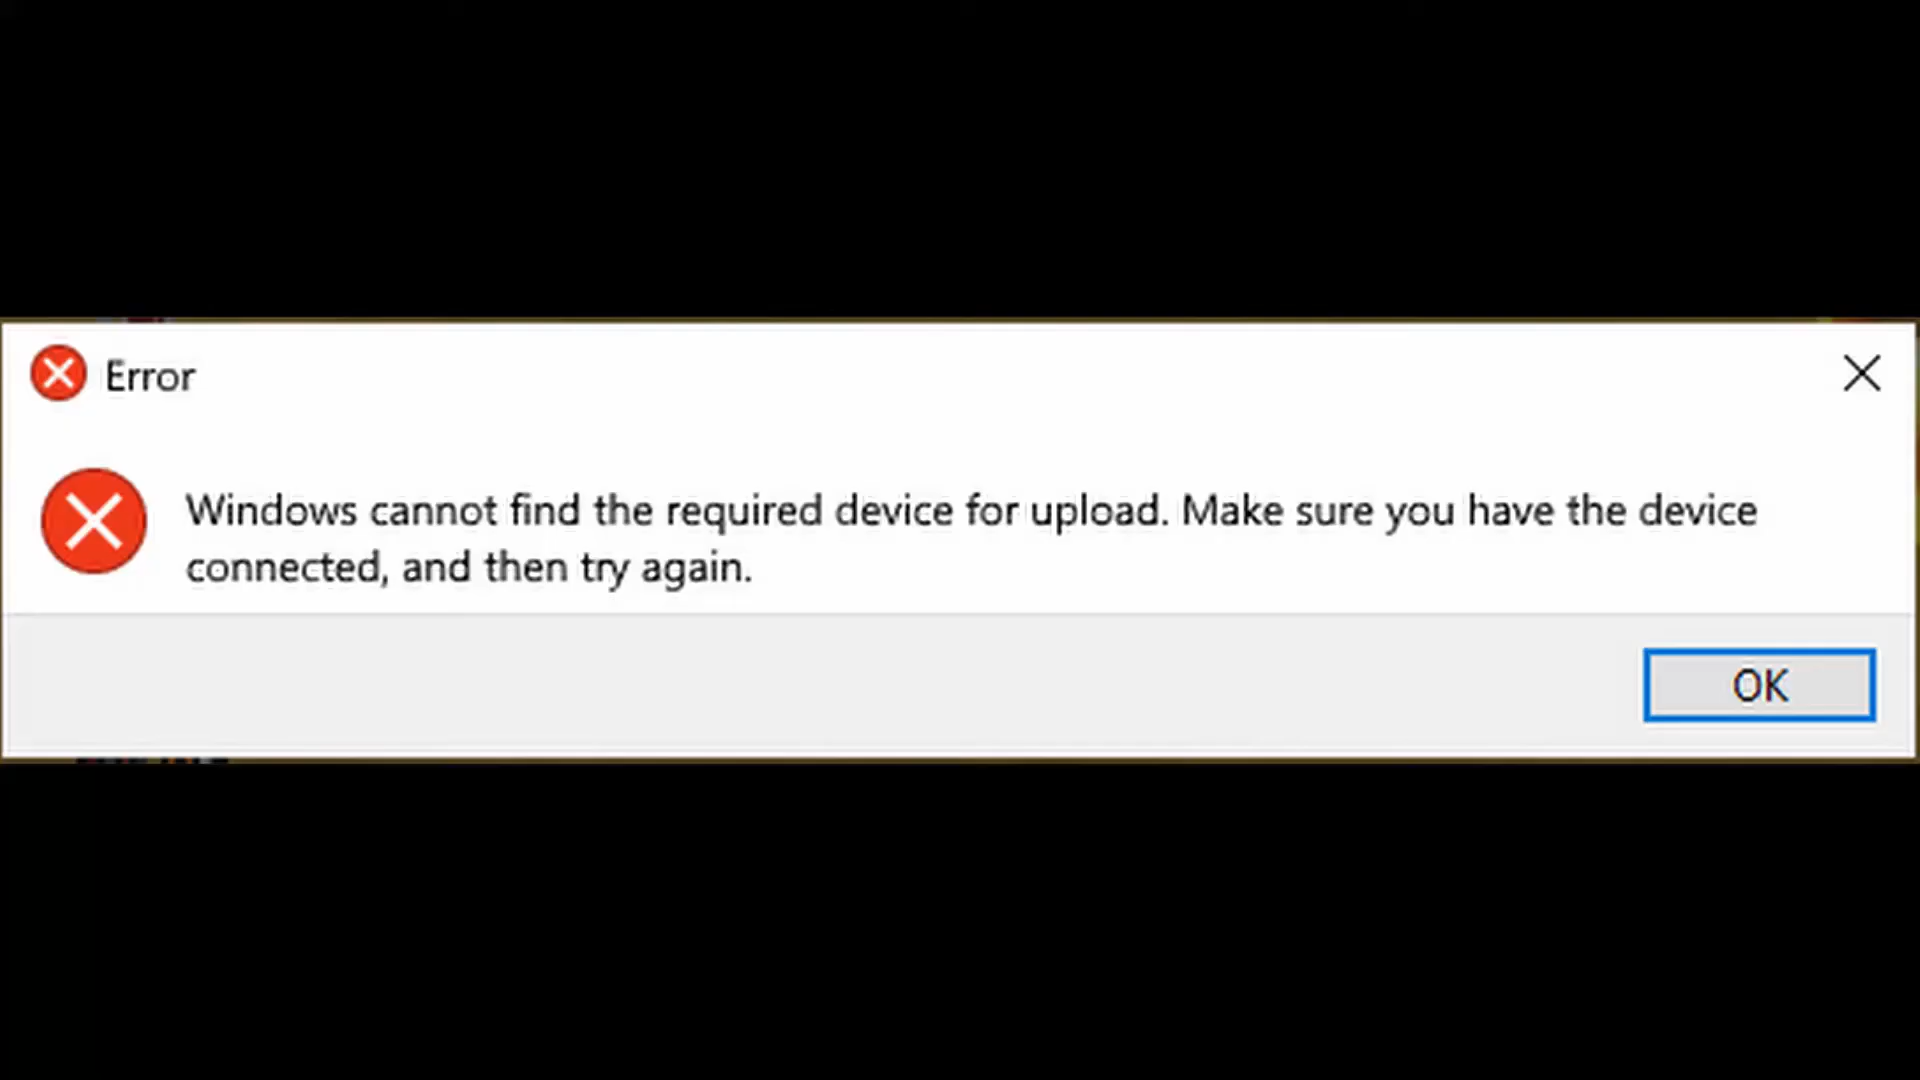 Error
Windows cannot find the required device for upload. Make sure you have the device
connected, and then try again.
OK